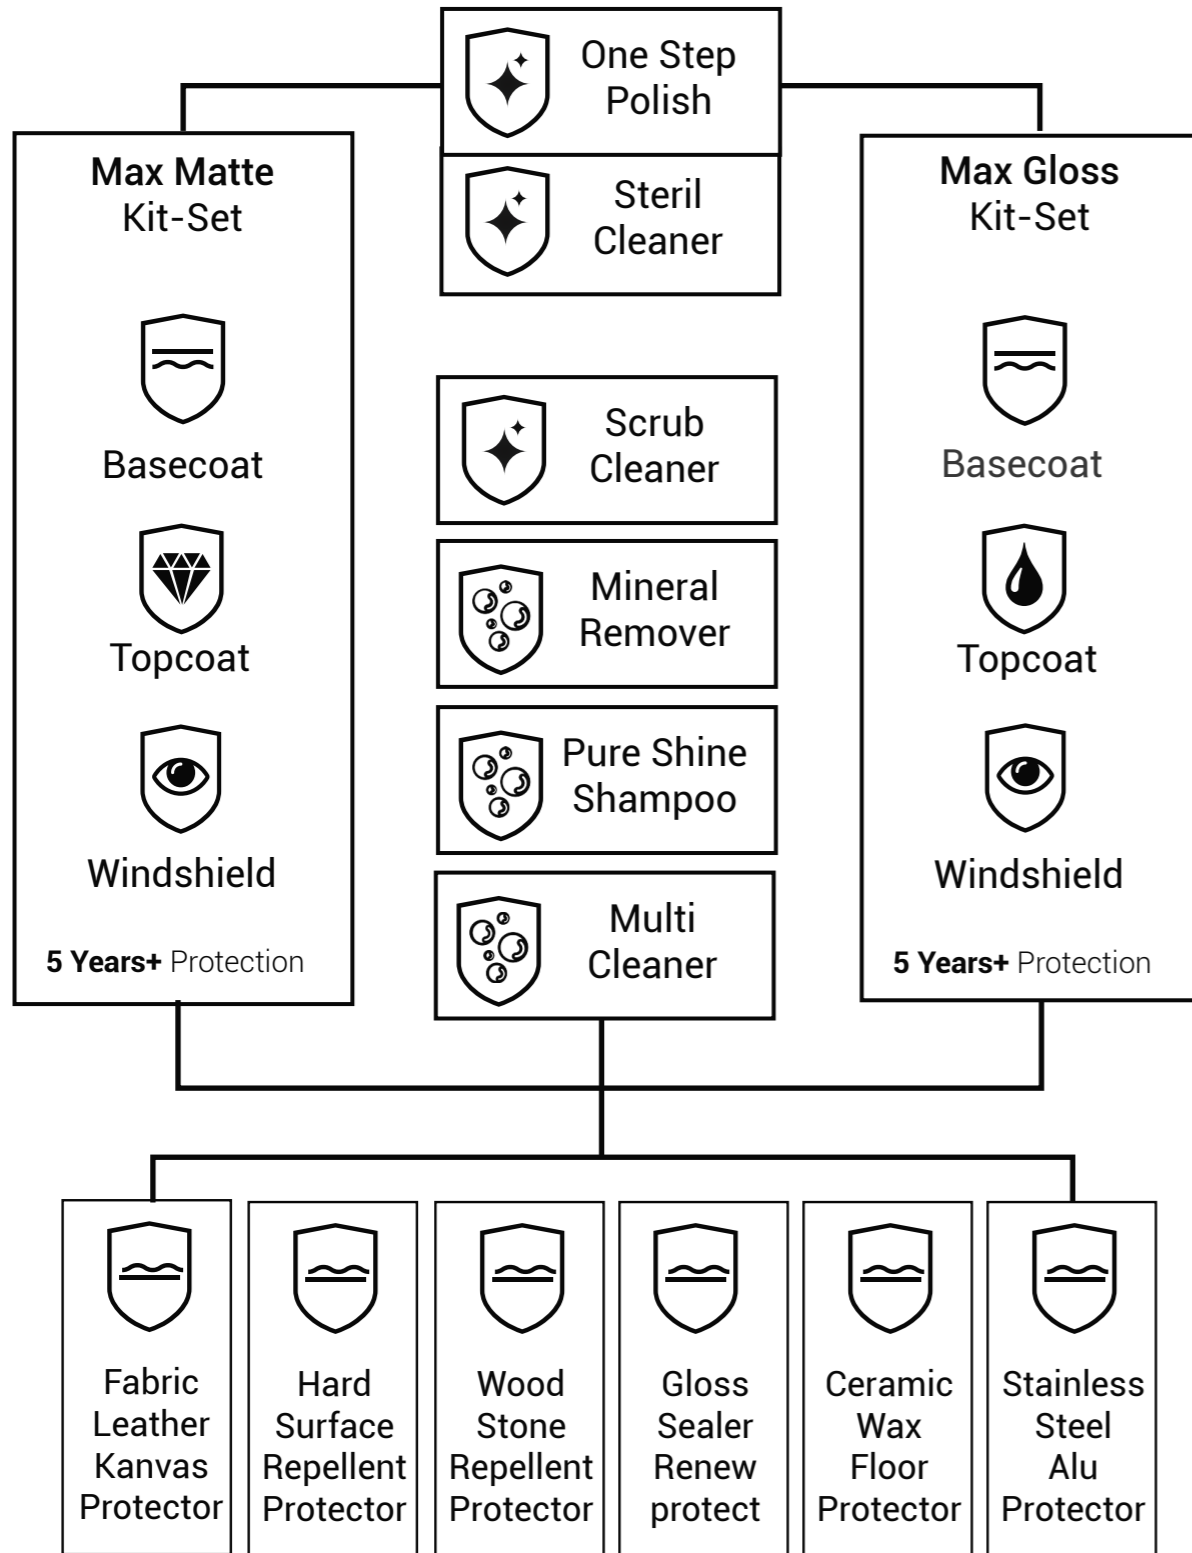 One Step
Polish
Steril
Cleaner
Max Matte
Kit-Set
Basecoat
Topcoat
Windshield
5 Years+ Protection
Scrub
Cleaner
Mineral
Remover
Pure Shine
Shampoo
Multi
Cleaner
Max Gloss
Kit-Set
Basecoat
Topcoat
Windshield
5 Years+ Protection
Fabric
Leather
Kanvas
Protector
Hard
Surface
Repellent
Protector
Wood
Stone
Repellent
Protector
Gloss
Sealer
Renew
protect
Ceramic
Wax
Floor
Protector
Stainless
Steel
Alu
Protector